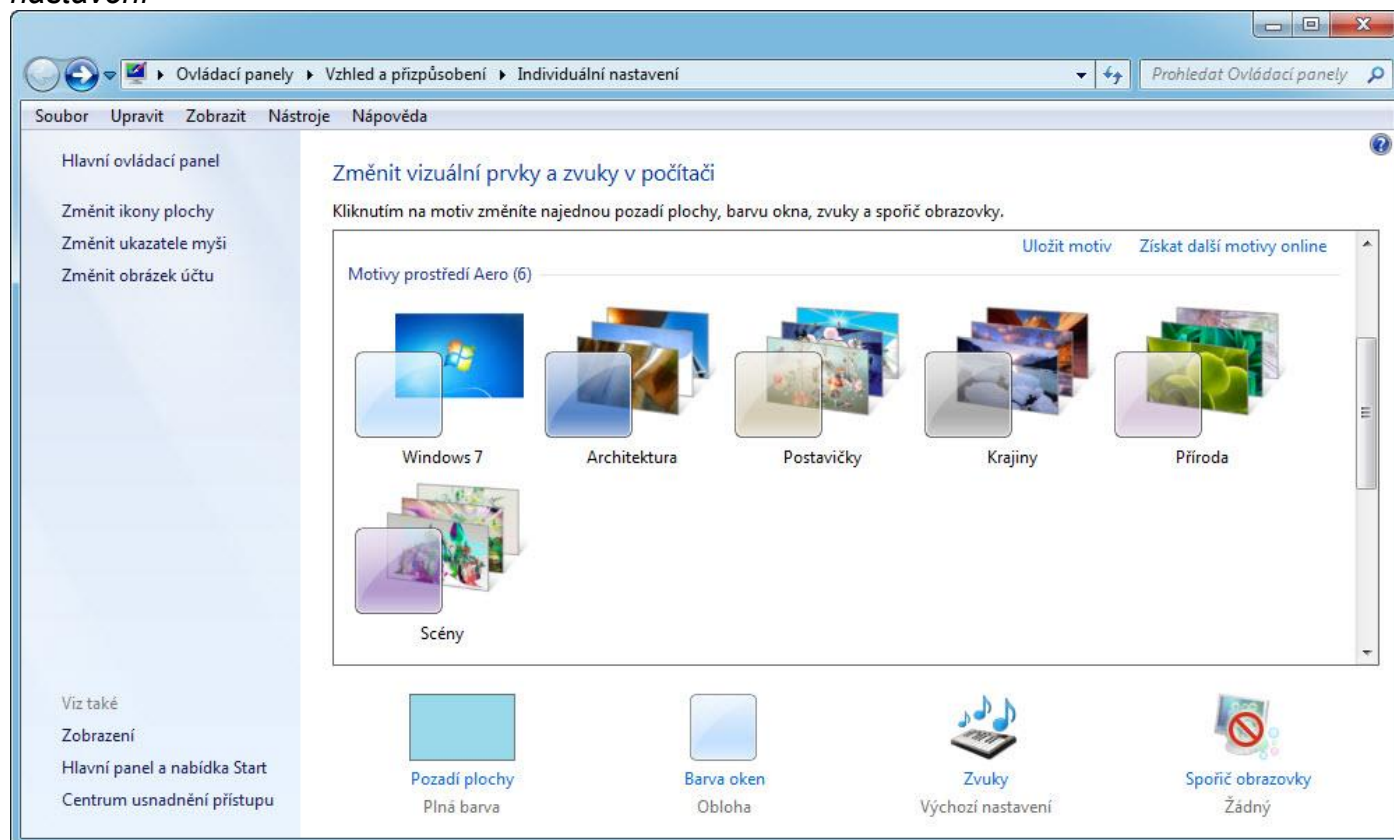 nastavení
Ovládací panely ▸ Vzhled a přizpůsobení ▸ Individuální nastavení
Prohledat Ovládací panely
Soubor Upravit Zobrazit Nástroje Nápověda
Hlavní ovládací panel
Změnit ikony plochy
Změnit ukazatele myši
Změnit obrázek účtu
Změnit vizuální prvky a zvuky v počítači
Kliknutím na motiv změníte najednou pozadí plochy, barvu okna, zvuky a spořič obrazovky.
Uložit motiv Získat další motivy online
Motivy prostředí Aero (6)
Windows 7 Architektura Postavičky Krajiny Příroda
Scény
Viz také
Zobrazení
Hlavní panel a nabídka Start
Centrum usnadnění přístupu
Pozadí plochy Barva oken Zvuky Spořič obrazovky
Plná barva Obloha Výchozí nastavení Žádný